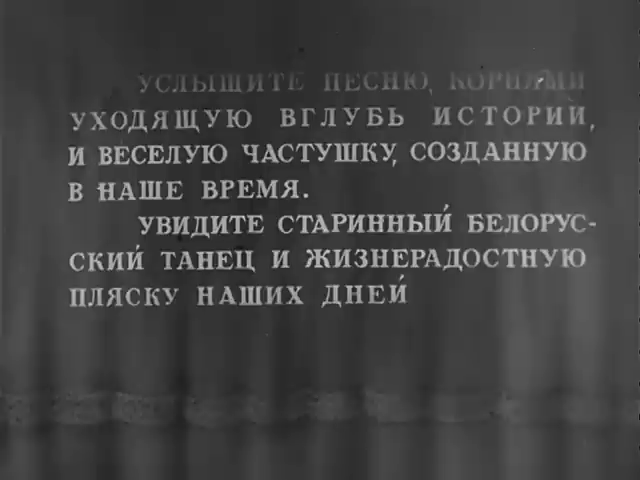 УСЛЫШИТЕ ПЕСНЮ, КОРНЯМИ
УХОДЯЩУЮ ВГЛУБЬ ИСТОРИИ,
И ВЕСЕЛУЮ ЧАСТУШКУ, СОЗДАННУЮ
В НАШЕ ВРЕМЯ.
УВИДИТЕ СТАРИННЫЙ БЕЛОРУС-
СКИЙ ТАНЕЦ И ЖИЗНЕРАДОСТНУЮ
ПЛЯСКУ НАШИХ ДНЕЙ